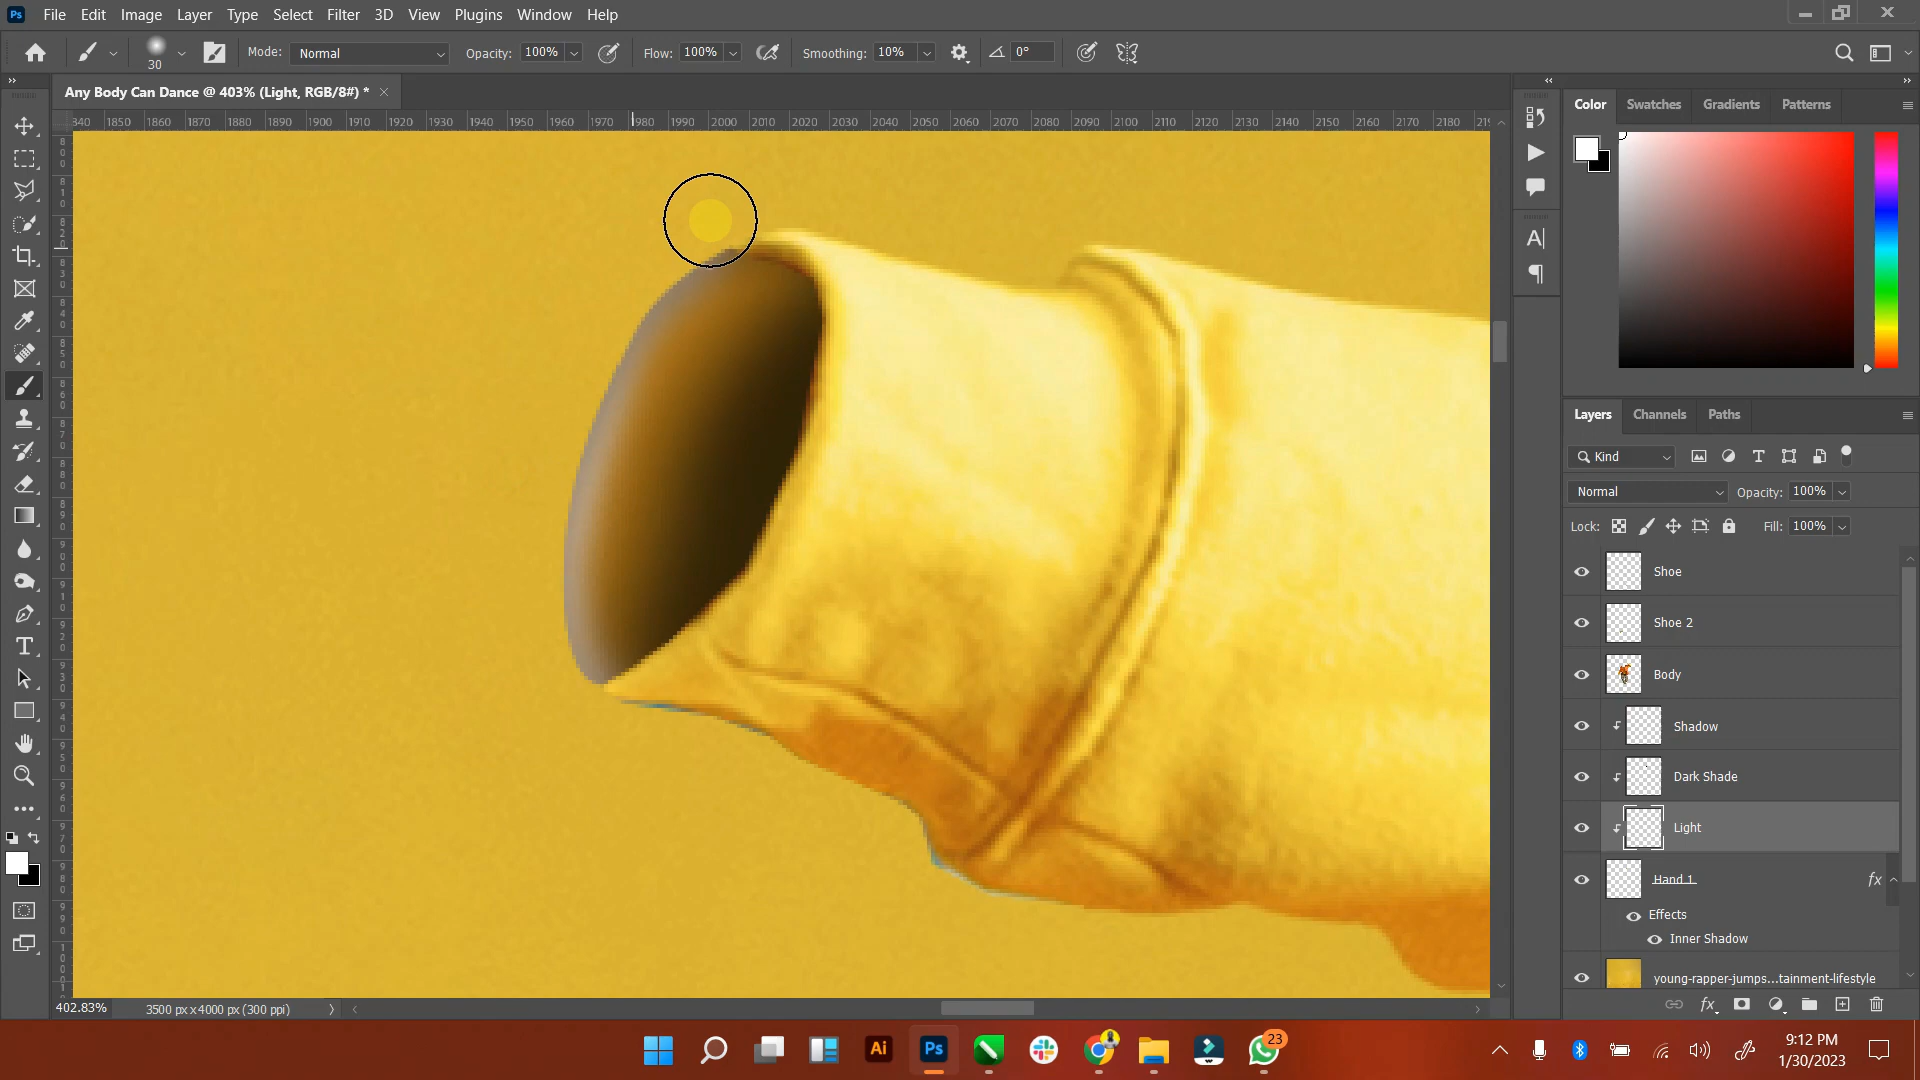 Ps File Edit Image Layer Type Select Filter 3D View Plugins Window Help
30 Mode: Normal Opacity: 100% Flow: 100% Smoothing: 10% 0°
Any Body Can Dance @ 403% (Light, RGB/8#) * ×
840 1850 1860 1870 1880 1890 1900 1910 1920 1930 1940 1950 1960 1970 1980 1990 2000 2010 2020 2030 2040 2050 2060 2070 2080 2090 2100 2110 2120 2130 2140 2150 2160 2170 2180 219
Color Swatches Gradients Patterns
Layers Channels Paths
Kind
Normal Opacity: 100%
Lock: Fill: 100%
Shoe
Shoe 2
Body
Shadow
Dark Shade
Light
Hand 1 fx
Effects
Inner Shadow
young-rapper-jumps...tainment-lifestyle
402.83% 3500 px x 4000 px (300 ppi)
Ai Ps 23
9:12 PM
1/30/2023